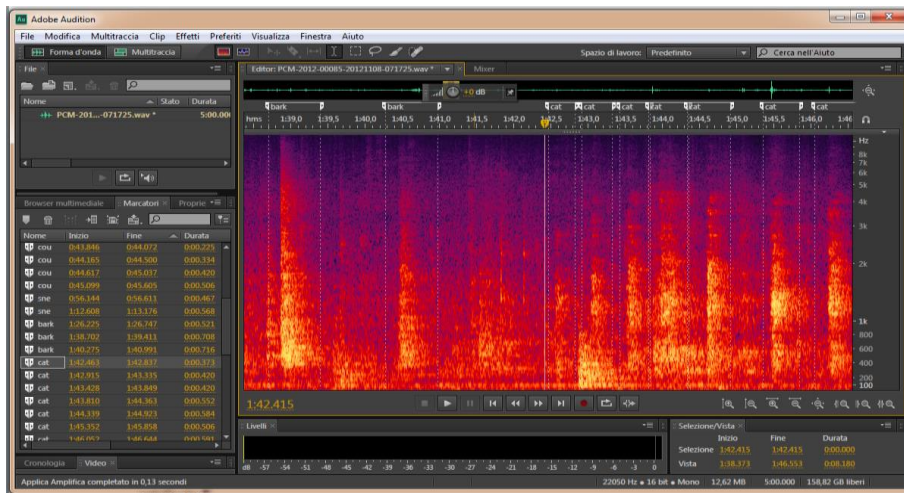 Adobe Audition
File Modifica Multitraccia Clip Effetti Preferiti Visualizza Finestra Aiuto
Forma d'onda Multitraccia Spazio di lavoro: Predefinito Cerca nell'Aiuto
File Editor: PCM-2012-00085-20121108-071725.wav * Mixer
+0 dB
Nome Stato Durata
PCM-201...-071725.wav * 5:00.00
bark bark cat cat cat cat cat cat cat
hms 1:39,0 1:39,5 1:40,0 1:40,5 1:41,0 1:41,5 1:42,0 1:42,5 1:43,0 1:43,5 1:44,0 1:44,5 1:45,0 1:45,5 1:46
Hz
8k
7k
6k
5k
4k
3k
2k
1k
800
600
400
200
100
Browser multimediale Marcatori Proprie
Nome Inizio Fine Durata
cou 0:43.846 0:44.072 0:00.225
cou 0:44.165 0:44.500 0:00.334
cou 0:44.617 0:45.037 0:00.420
cou 0:45.099 0:45.605 0:00.506
sne 0:56.144 0:56.611 0:00.467
sne 1:12.608 1:13.176 0:00.568
bark 1:26.225 1:26.747 0:00.521
bark 1:38.702 1:39.411 0:00.708
bark 1:40.275 1:40.991 0:00.716
cat 1:42.463 1:42.837 0:00.373
cat 1:42.915 1:43.335 0:00.420
cat 1:43.428 1:43.849 0:00.420
cat 1:43.810 1:44.363 0:00.552
cat 1:44.339 1:44.923 0:00.584
cat 1:45.352 1:45.858 0:00.506
cat 1:46.052 1:46.644 0:00.591
1:42.415
Livelli
dB -57 -54 -51 -48 -45 -42 -39 -36 -33 -30 -27 -24 -21 -18 -15 -12 -9 -6 -3 0
Selezione/Vista
Inizio Fine Durata
Selezione 1:42.415 1:42.415 0:00.000
Vista 1:38.373 1:46.553 0:08.180
Cronologia Video
Applica Amplifica completato in 0,13 secondi 22050 Hz • 16 bit • Mono 12,62 MB 5:00.000 158,82 GB liberi